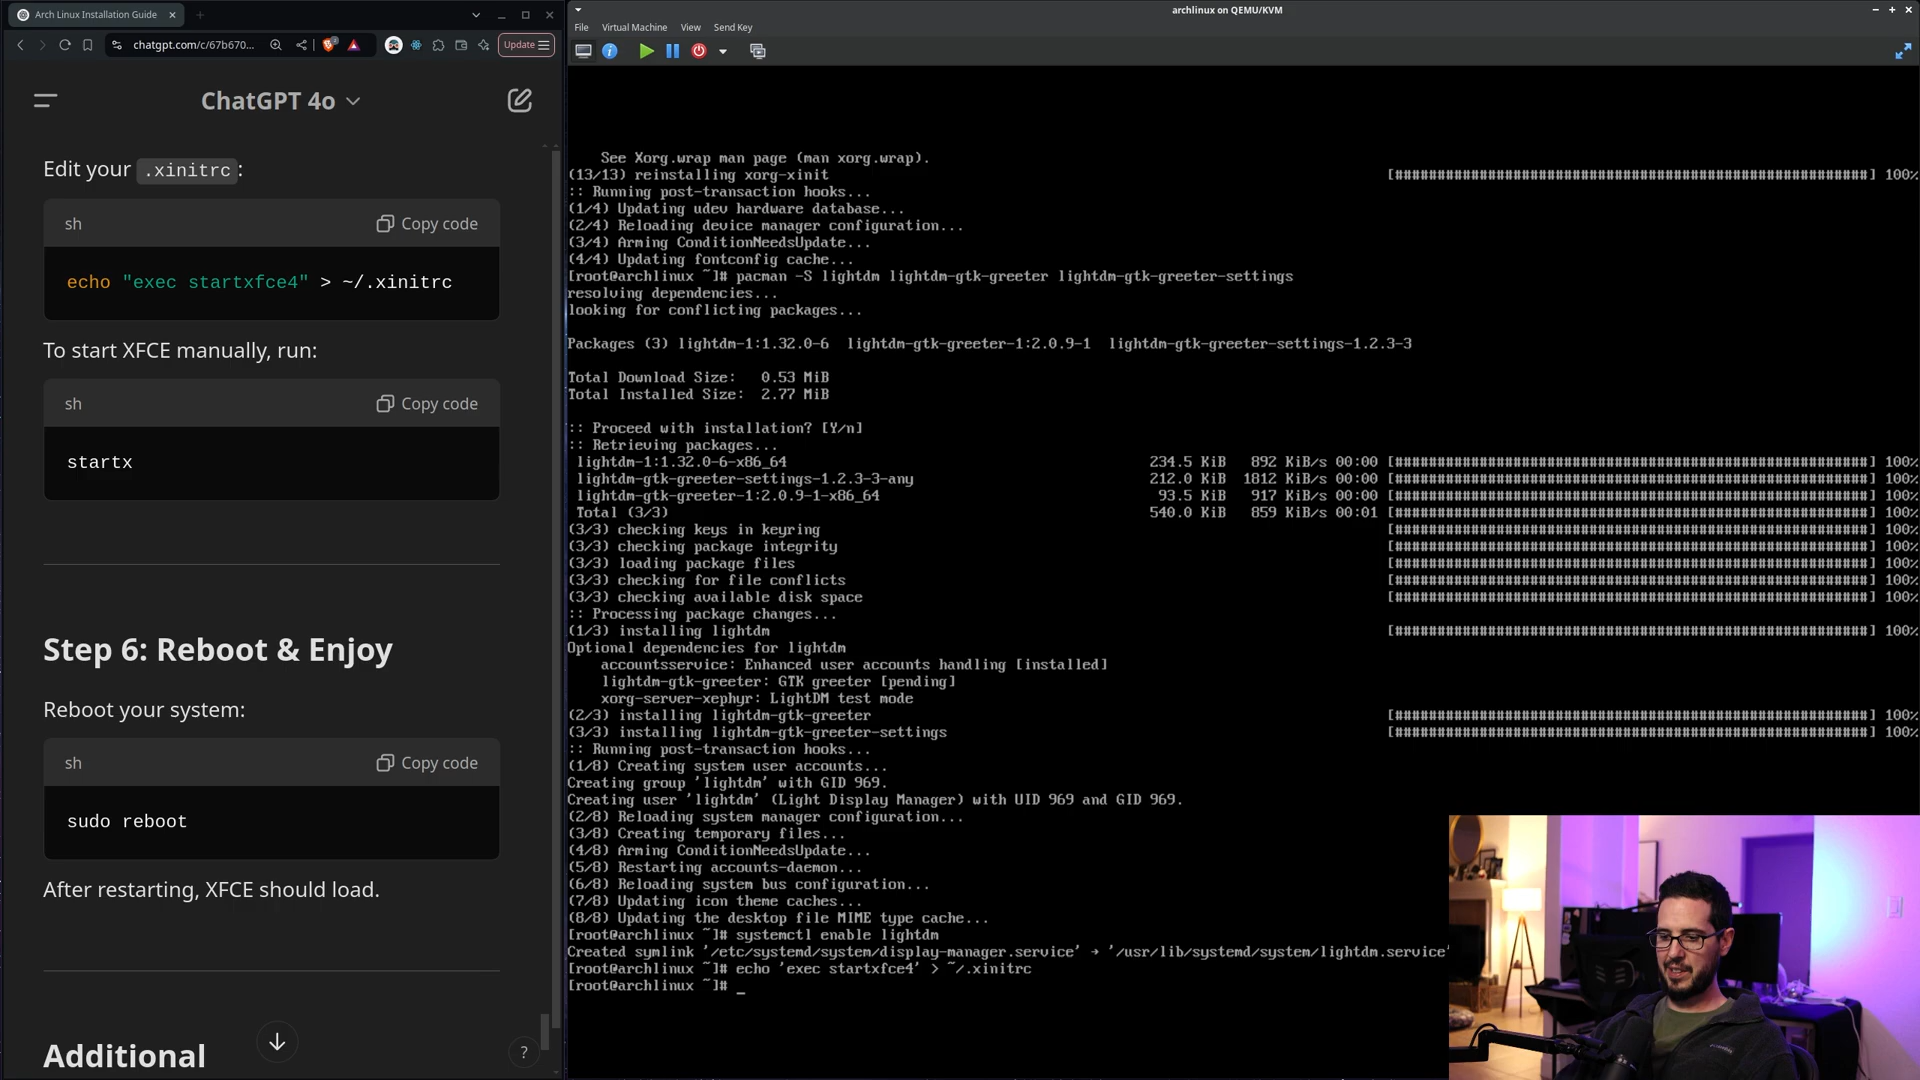 Arch Linux Installation Guide
chatgpt.com/c/67b670...
Update
ChatGPT 4o
Edit your .xinitrc:
sh
Copy code
echo "exec startxfce4" > ~/.xinitrc
To start XFCE manually, run:
sh
Copy code
startx
Step 6: Reboot & Enjoy
Reboot your system:
sh
Copy code
sudo reboot
After restarting, XFCE should load.
Additional
?
archlinux on QEMU/KVM
File Virtual Machine View Send Key
See Xorg.wrap man page (man xorg.wrap).
(13/13) reinstalling xorg-xinit [##################################################] 100%
:: Running post-transaction hooks...
(1/4) Updating udev hardware database...
(2/4) Reloading device manager configuration...
(3/4) Arming ConditionNeedsUpdate...
(4/4) Updating fontconfig cache...
[root@archlinux ~]# pacman -S lightdm lightdm-gtk-greeter lightdm-gtk-greeter-settings
resolving dependencies...
looking for conflicting packages...
Packages (3) lightdm-1:1.32.0-6 lightdm-gtk-greeter-1:2.0.9-1 lightdm-gtk-greeter-settings-1.2.3-3
Total Download Size: 0.53 MiB
Total Installed Size: 2.77 MiB
:: Proceed with installation? [Y/n]
:: Retrieving packages...
lightdm-1:1.32.0-6-x86_64 234.5 KiB 892 KiB/s 00:00 [##################################################] 100%
lightdm-gtk-greeter-settings-1.2.3-3-any 212.0 KiB 1812 KiB/s 00:00 [##################################################] 100%
lightdm-gtk-greeter-1:2.0.9-1-x86_64 93.5 KiB 917 KiB/s 00:00 [##################################################] 100%
Total (3/3) 540.0 KiB 859 KiB/s 00:01 [##################################################] 100%
(3/3) checking keys in keyring [##################################################] 100%
(3/3) checking package integrity [##################################################] 100%
(3/3) loading package files [##################################################] 100%
(3/3) checking for file conflicts [##################################################] 100%
(3/3) checking available disk space [##################################################] 100%
:: Processing package changes...
(1/3) installing lightdm [##################################################] 100%
Optional dependencies for lightdm
accountsservice: Enhanced user accounts handling [installed]
lightdm-gtk-greeter: GTK greeter [pending]
xorg-server-xephyr: LightDM test mode
(2/3) installing lightdm-gtk-greeter [##################################################] 100%
(3/3) installing lightdm-gtk-greeter-settings [##################################################] 100%
:: Running post-transaction hooks...
(1/8) Creating system user accounts...
Creating group 'lightdm' with GID 969.
Creating user 'lightdm' (Light Display Manager) with UID 969 and GID 969.
(2/8) Reloading system manager configuration...
(3/8) Creating temporary files...
(4/8) Arming ConditionNeedsUpdate...
(5/8) Restarting accounts-daemon...
(6/8) Reloading system bus configuration...
(7/8) Updating icon theme caches...
(8/8) Updating the desktop file MIME type cache...
[root@archlinux ~]# systemctl enable lightdm
Created symlink '/etc/systemd/system/display-manager.service' → '/usr/lib/systemd/system/lightdm.service'
[root@archlinux ~]# echo 'exec startxfce4' > ~/.xinitrc
[root@archlinux ~]# _